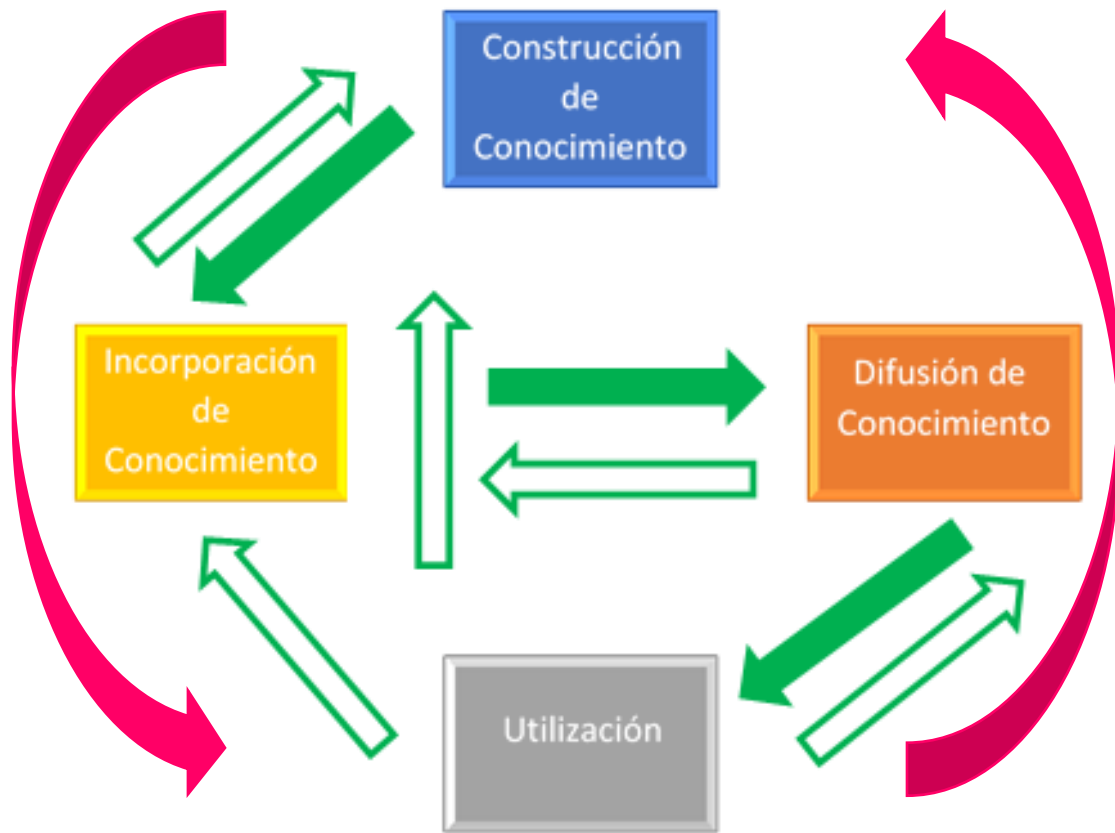 Construcción
de
Conocimiento
Incorporación
de
Conocimiento
Difusión de
Conocimiento
Utilización